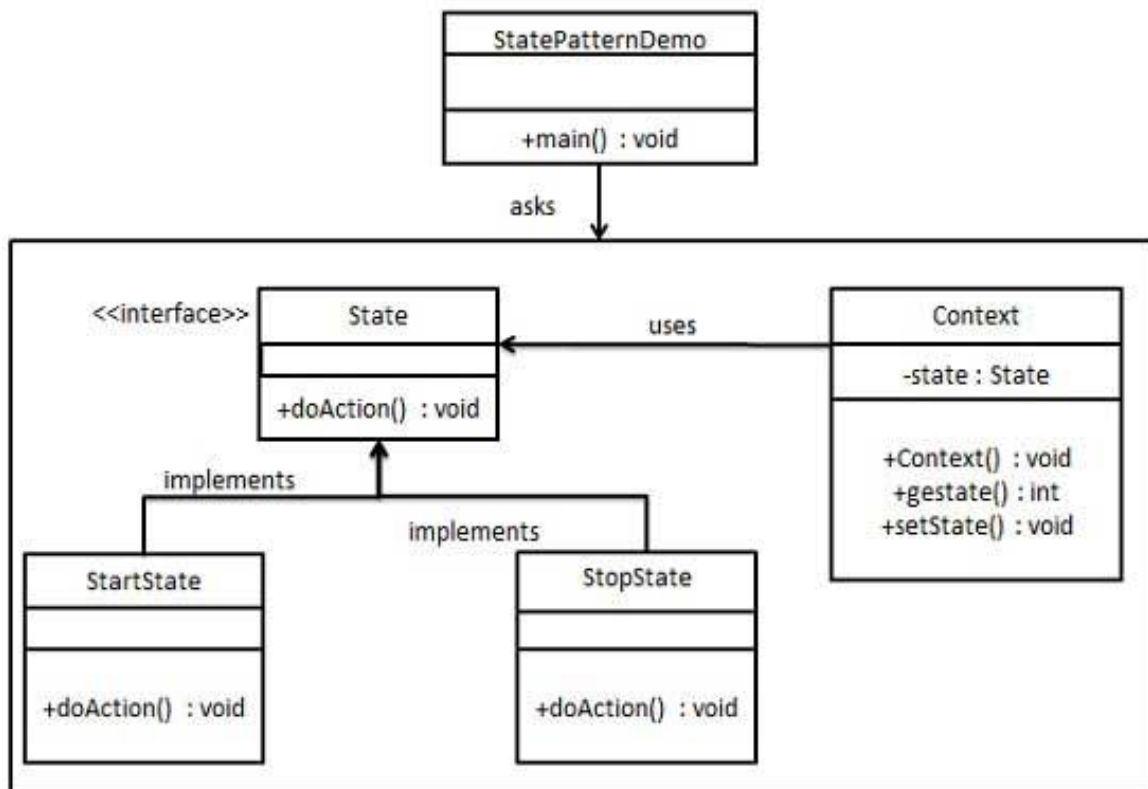 StatePatternDemo
+main() : void
asks
<<interface>>
State
+doAction() : void
uses
Context
-state : State
+Context() : void
+gestate() : int
+setState() : void
implements
implements
StartState
+doAction() : void
StopState
+doAction() : void